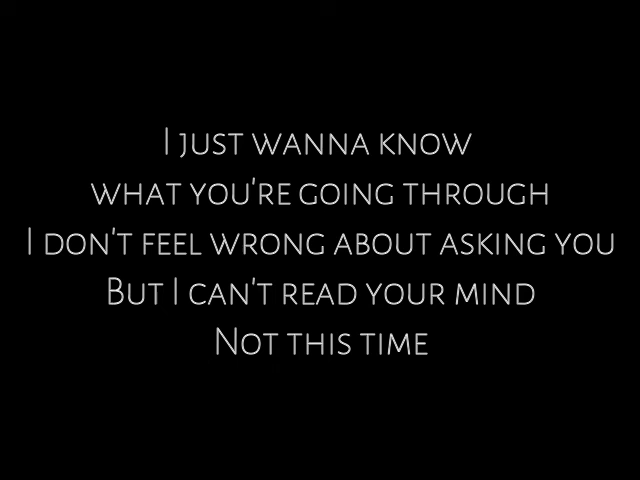 I just wanna know
what you're going through
I don't feel wrong about asking you
But I can't read your mind
Not this time